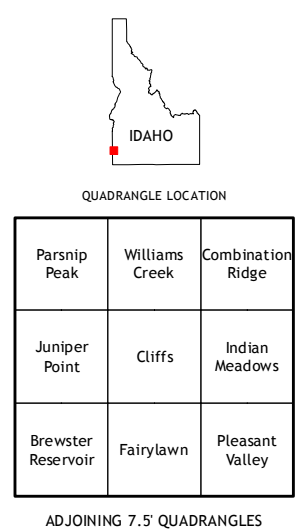 IDAHO
QUADRANGLE LOCATION
Parsnip
Peak
Williams
Creek
Combination
Ridge
Juniper
Point
Cliffs
Indian
Meadows
Brewster
Reservoir
Fairylawn
Pleasant
Valley
ADJOINING 7.5' QUADRANGLES